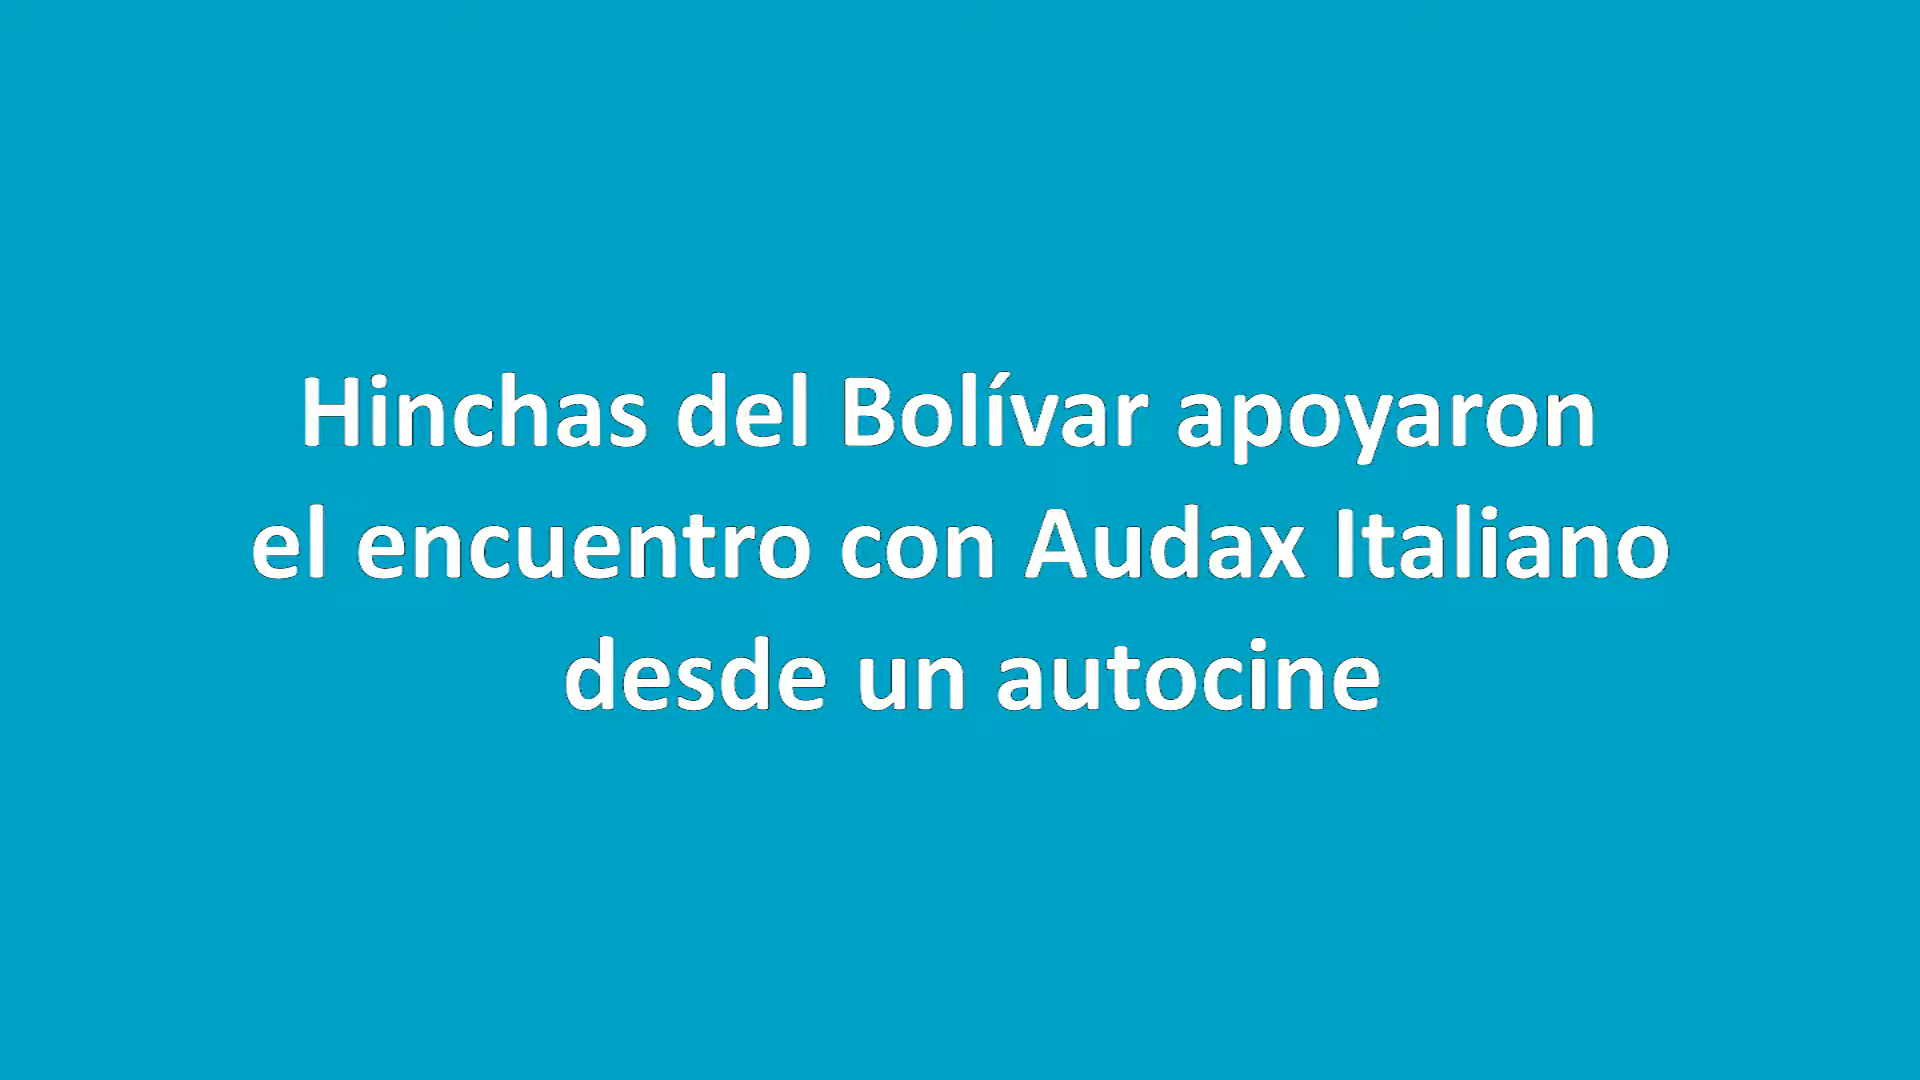 Hinchas del Bolívar apoyaron
el encuentro con Audax Italiano
desde un autocine